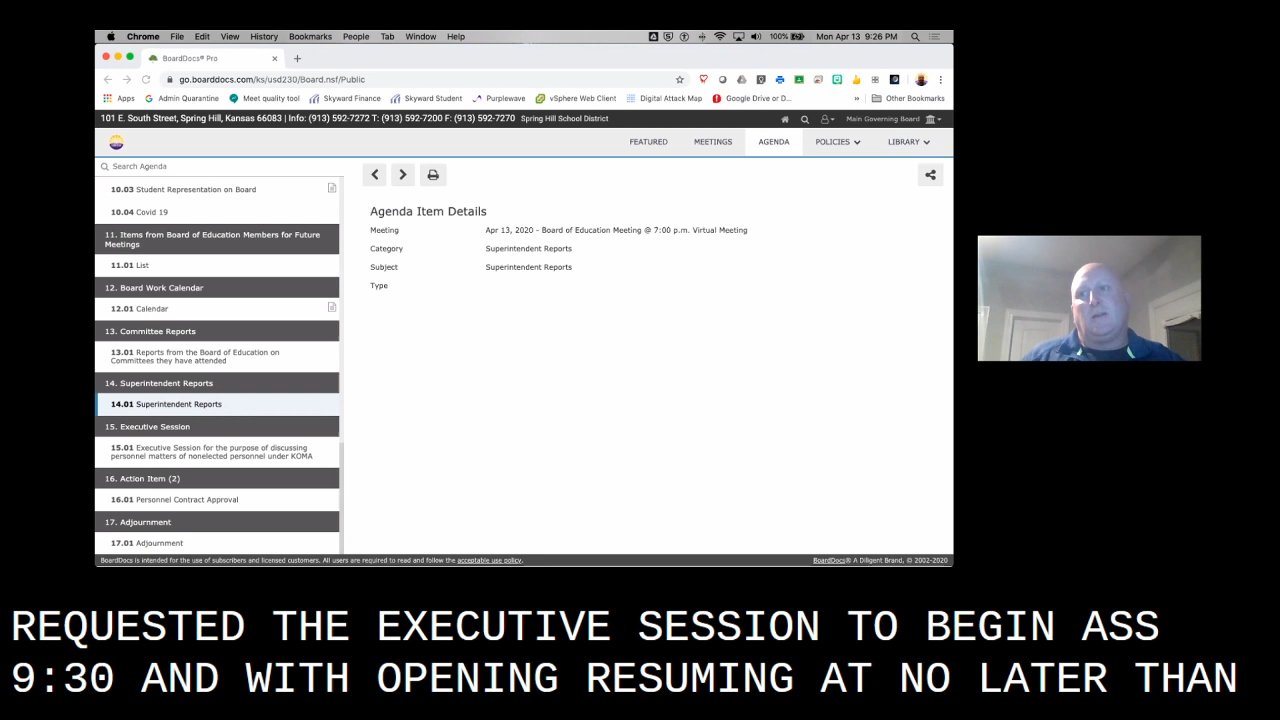 Chrome File Edit View History Bookmarks People Tab Window Help 100% Mon Apr 13 9:26 PM
BoardDocs® Pro
go.boarddocs.com/ks/usd230/Board.nsf/Public
Apps Admin Quarantine Meet quality tool Skyward Finance Skyward Student Purplewave vSphere Web Client Digital Attack Map Google Drive or D... » Other Bookmarks
101 E. South Street, Spring Hill, Kansas 66083 | Info: (913) 592-7272 T: (913) 592-7200 F: (913) 592-7270 Spring Hill School District Main Governing Board
FEATURED MEETINGS AGENDA POLICIES LIBRARY
Search Agenda
10.03 Student Representation on Board
10.04 Covid 19
11. Items from Board of Education Members for Future
Meetings
11.01 List
12. Board Work Calendar
12.01 Calendar
13. Committee Reports
13.01 Reports from the Board of Education on
Committees they have attended
14. Superintendent Reports
14.01 Superintendent Reports
15. Executive Session
15.01 Executive Session for the purpose of discussing
personnel matters of nonelected personnel under KOMA
16. Action Item (2)
16.01 Personnel Contract Approval
17. Adjournment
17.01 Adjournment
Agenda Item Details
Meeting Apr 13, 2020 - Board of Education Meeting @ 7:00 p.m. Virtual Meeting
Category Superintendent Reports
Subject Superintendent Reports
Type
BoardDocs is intended for the use of subscribers and licensed customers. All users are required to read and follow the acceptable use policy. BoardDocs® A Diligent Brand, © 2002-2020
REQUESTED THE EXECUTIVE SESSION TO BEGIN ASS
9:30 AND WITH OPENING RESUMING AT NO LATER THAN